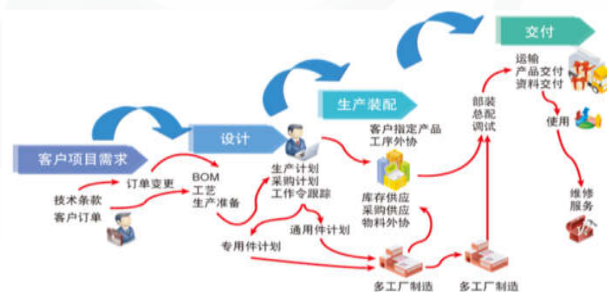 客户项目需求
技术条款
客户订单
订单变更
设计
BOM
工艺
生产准备
生产计划
采购计划
工作令跟踪
专用件计划
通用件计划
生产装配
客户指定产品
工序外协
库存供应
采购供应
物料外协
多工厂制造
多工厂制造
部装
总配
调试
交付
运输
产品交付
资料交付
使用
维修
服务